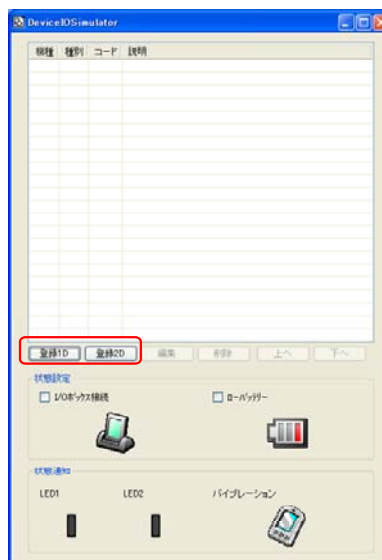 DeviceIOSimulator
機種 種別 コード 説明
登録1D 登録2D 編集 削除 上へ 下へ
状態設定
I/Oボックス接続 ローバッテリー
状態通知
LED1 LED2 バイブレーション